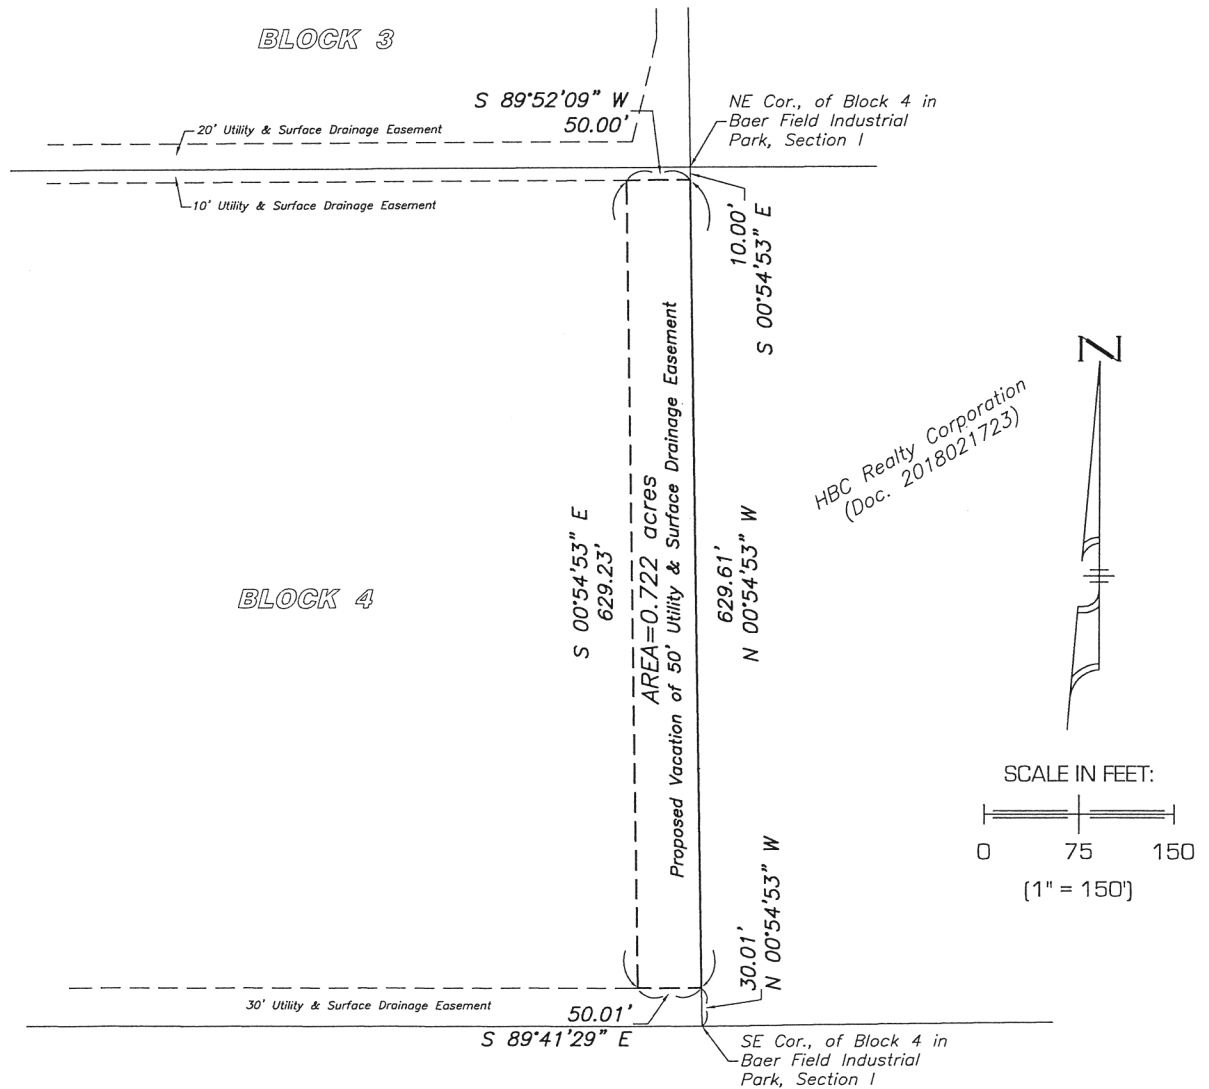 BLOCK 3
S 89°52'09" W
50.00'
NE Cor., of Block 4 in
Baer Field Industrial
Park, Section I
20' Utility & Surface Drainage Easement
10' Utility & Surface Drainage Easement
10.00'
S 00°54'53" E
HBC Realty Corporation
(Doc. 2018021723)
N
S 00°54'53" E
629.23'
AREA=0.722 acres
Proposed Vacation of 50' Utility & Surface Drainage Easement
629.61'
N 00°54'53" W
BLOCK 4
SCALE IN FEET:
0 75 150
(1" = 150')
30.01'
N 00°54'53" W
30' Utility & Surface Drainage Easement
50.01'
S 89°41'29" E
SE Cor., of Block 4 in
Baer Field Industrial
Park, Section I